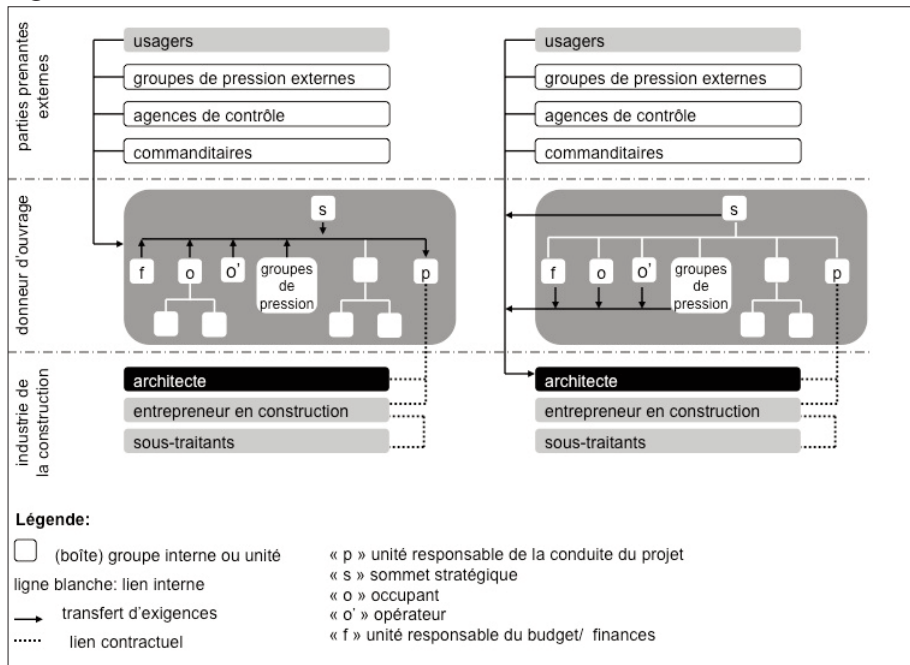 parties prenantes
externes
usagers
groupes de pression externes
agences de contrôle
commanditaires
usagers
groupes de pression externes
agences de contrôle
commanditaires
donneur d'ouvrage
s
f
o
o'
groupes
de
pression
p
s
f
o
o'
groupes
de
pression
p
industrie de
la construction
architecte
entrepreneur en construction
sous-traitants
architecte
entrepreneur en construction
sous-traitants
Légende:
(boîte) groupe interne ou unité
ligne blanche: lien interne
transfert d'exigences
lien contractuel
« p » unité responsable de la conduite du projet
« s » sommet stratégique
« o » occupant
« o' » opérateur
« f » unité responsable du budget/ finances